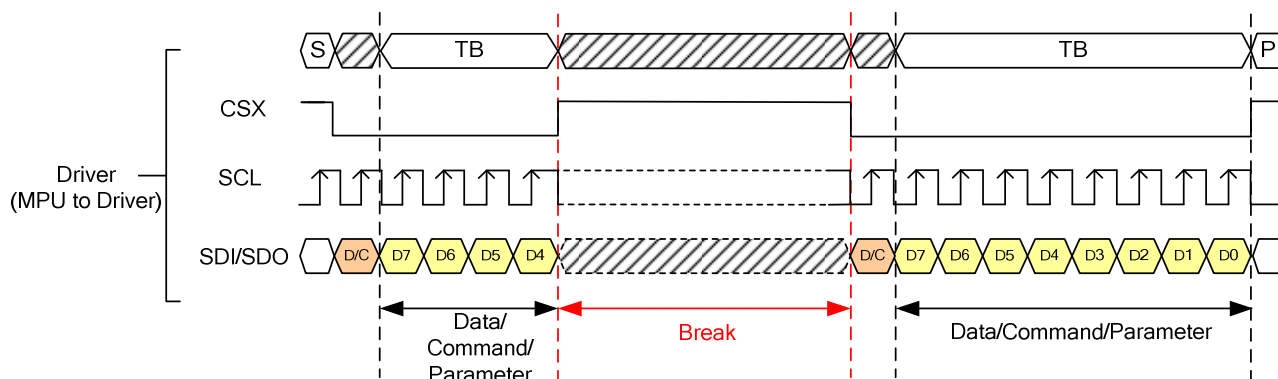 S TB TB P
CSX
Driver
(MPU to Driver)
SCL
SDI/SDO D/C D7 D6 D5 D4 D/C D7 D6 D5 D4 D3 D2 D1 D0
Data/
Command/
Parameter
Break
Data/Command/Parameter